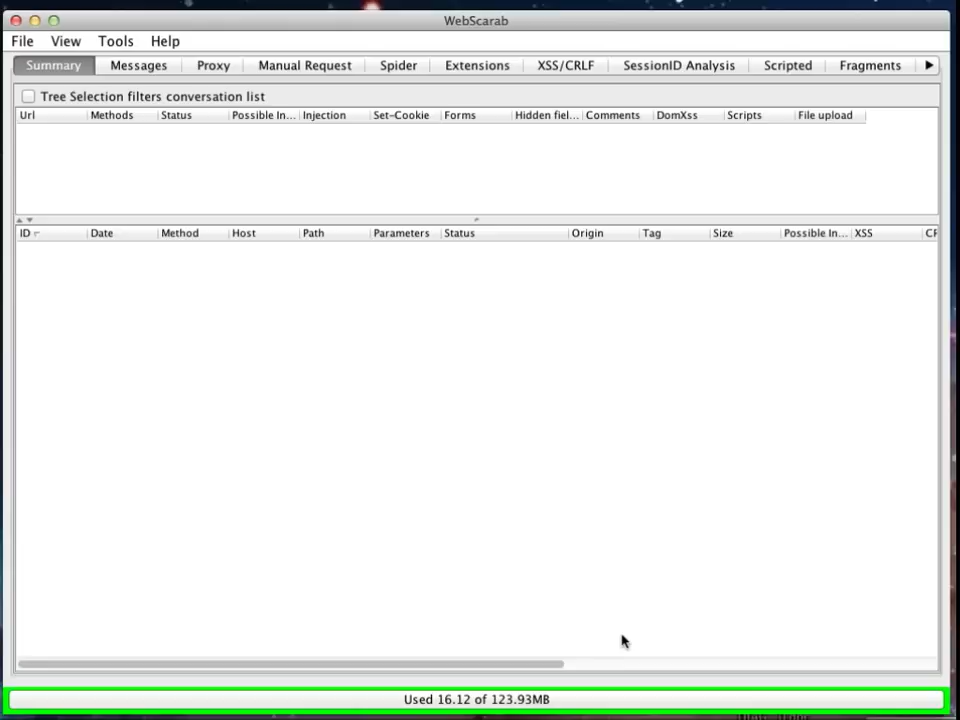 WebScarab
File View Tools Help
Summary Messages Proxy Manual Request Spider Extensions XSS/CRLF SessionID Analysis Scripted Fragments
Tree Selection filters conversation list
Url Methods Status Possible In... Injection Set-Cookie Forms Hidden fiel... Comments DomXss Scripts File upload
ID Date Method Host Path Parameters Status Origin Tag Size Possible In... XSS
Used 16.12 of 123.93MB